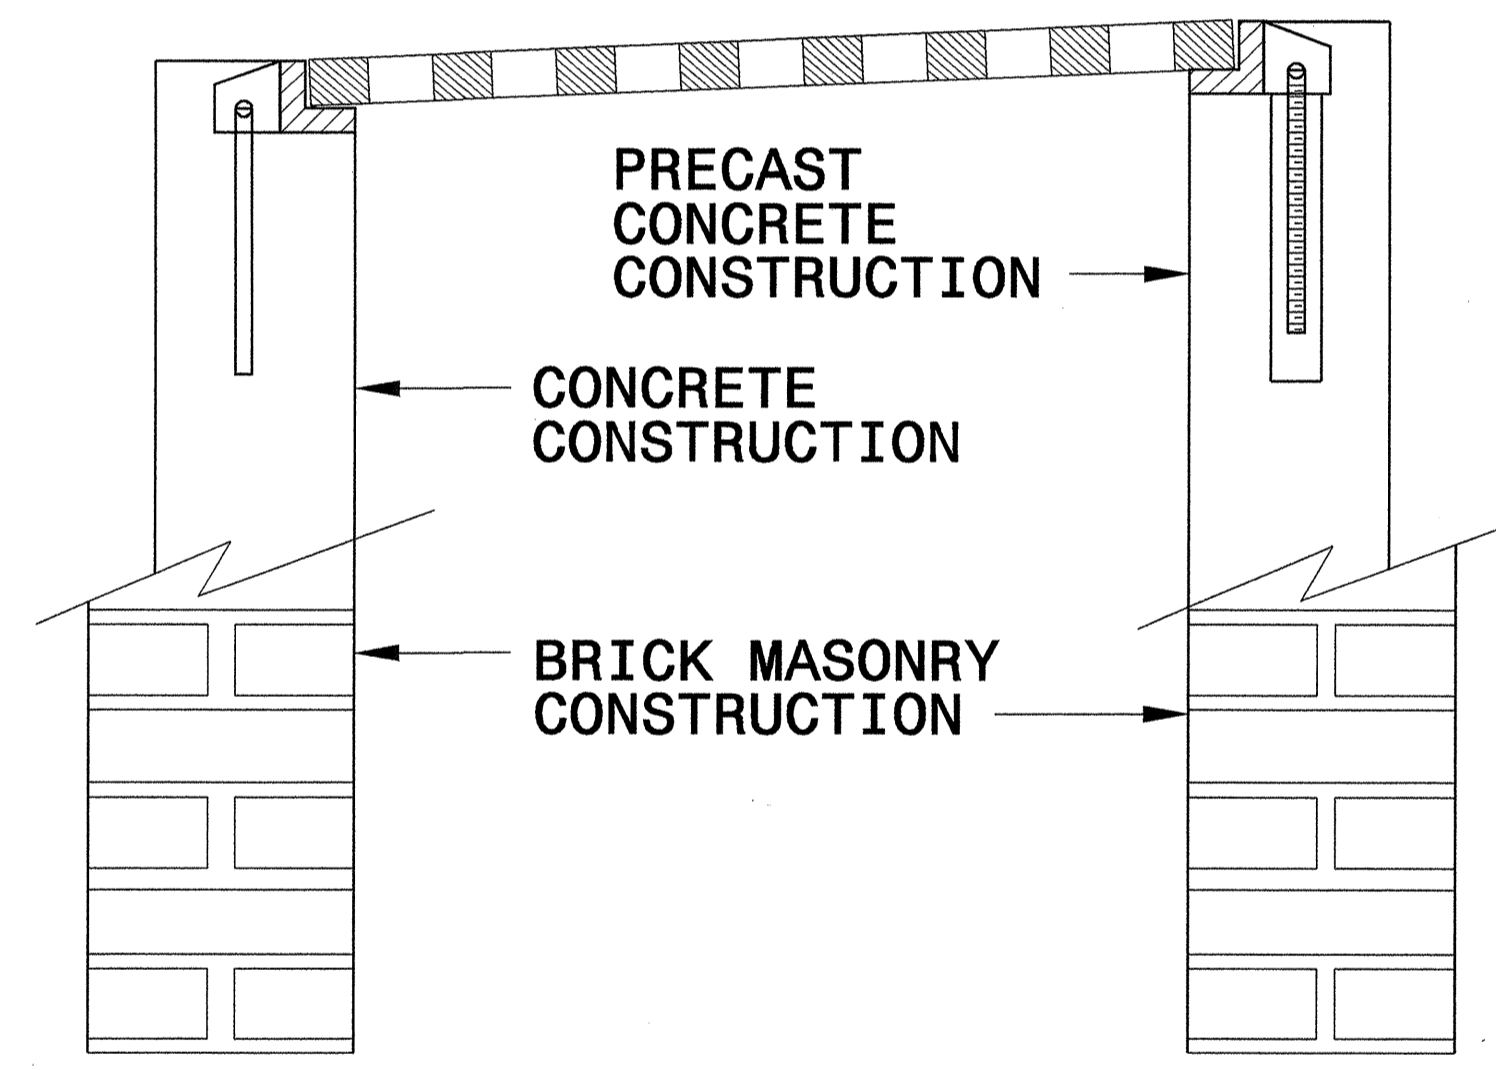 PRECAST
CONCRETE
CONSTRUCTION
CONCRETE
CONSTRUCTION
BRICK MASONRY
CONSTRUCTION